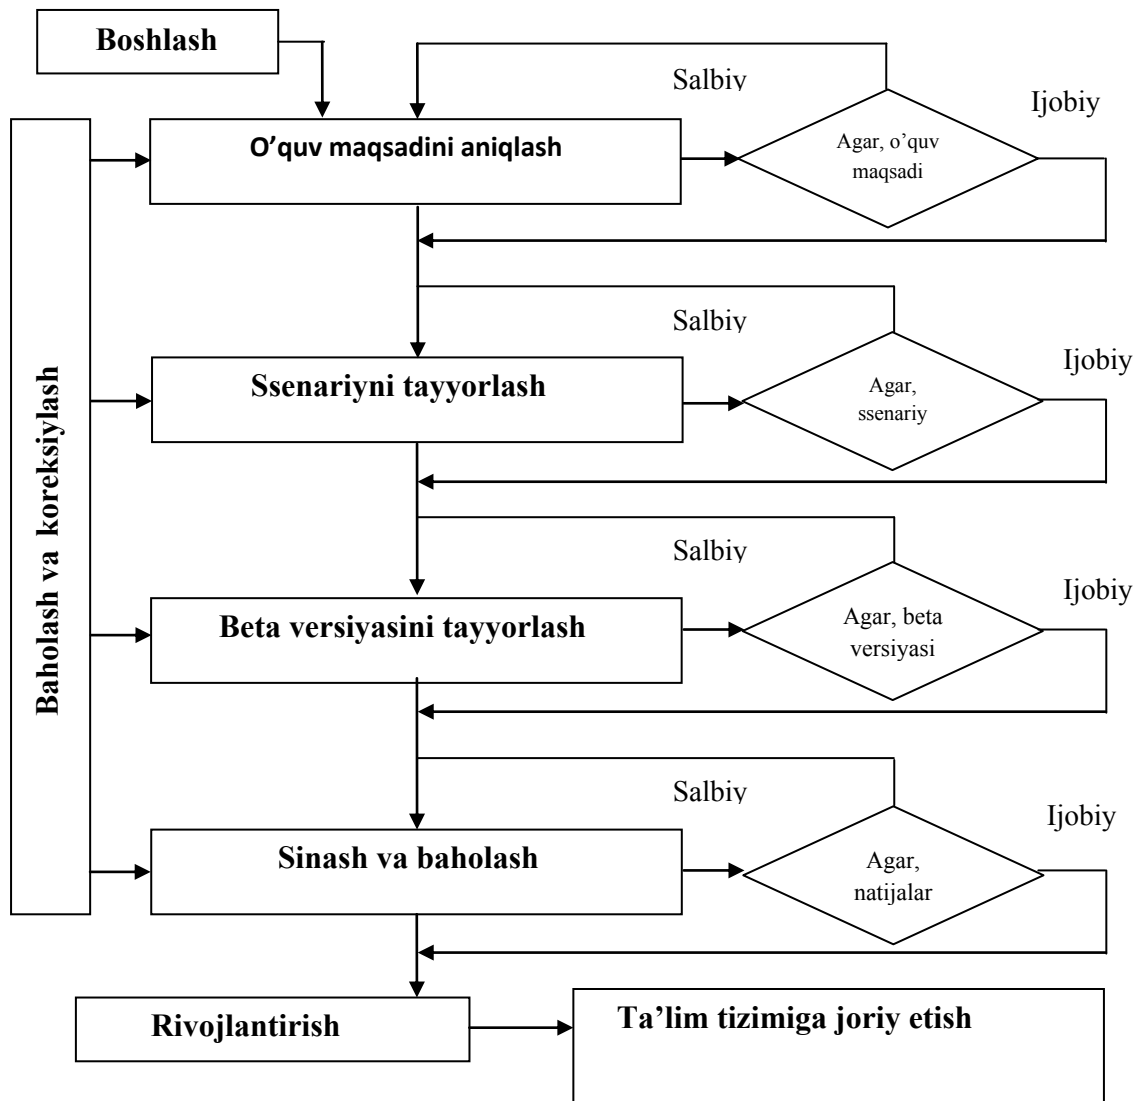 Boshlash
Salbiy
Ijobiy
O’quv maqsadini aniqlash
Agar, o’quv
maqsadi
Baholash va koreksiylash
Salbiy
Ijobiy
Ssenariyni tayyorlash
Agar,
ssenariy
Salbiy
Ijobiy
Beta versiyasini tayyorlash
Agar, beta
versiyasi
Salbiy
Ijobiy
Sinash va baholash
Agar,
natijalar
Rivojlantirish
Ta’lim tizimiga joriy etish